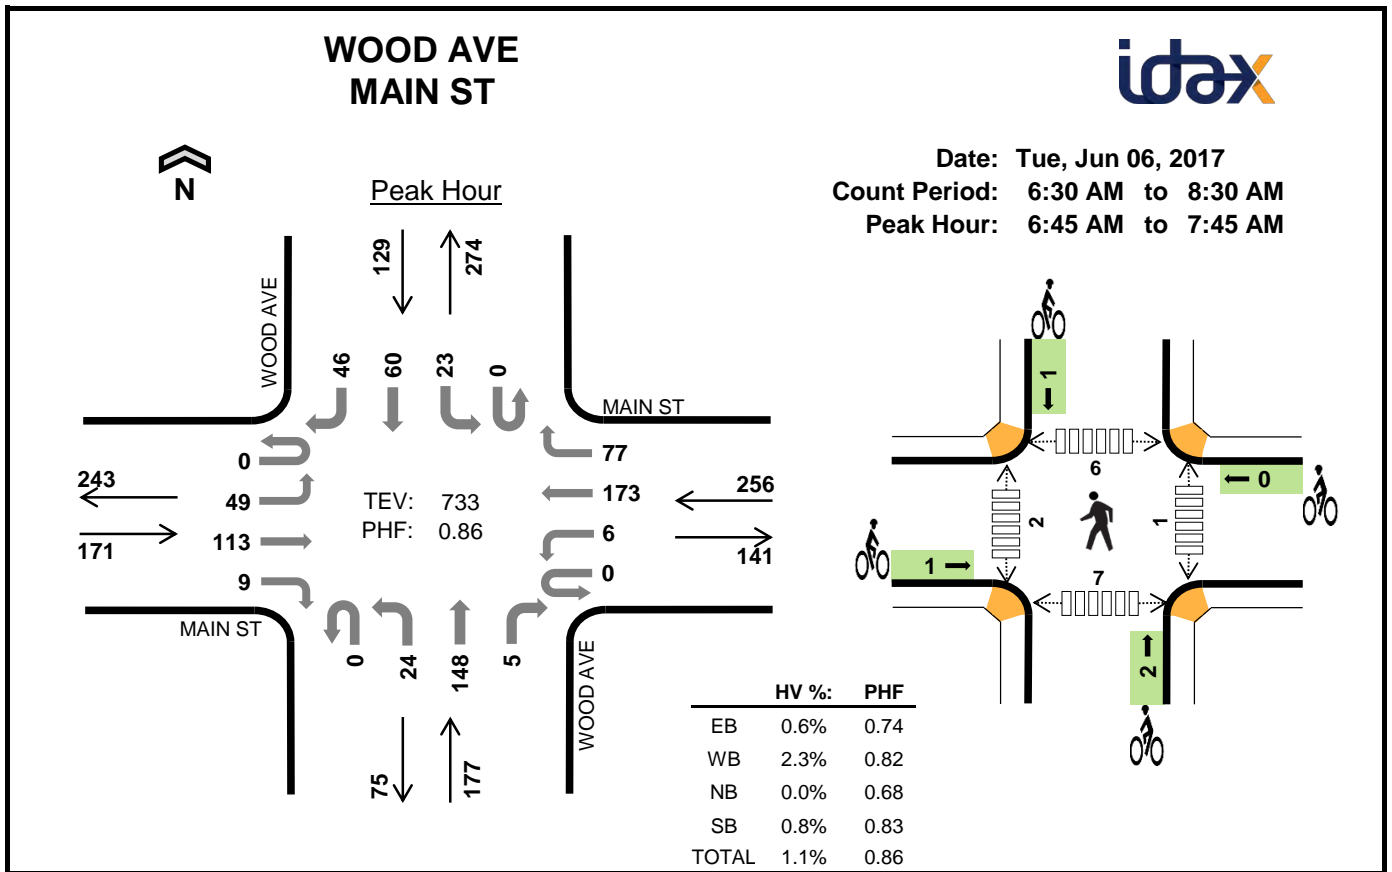 WOOD AVE
MAIN ST
idax
N
Peak Hour
Date: Tue, Jun 06, 2017
Count Period: 6:30 AM to 8:30 AM
Peak Hour: 6:45 AM to 7:45 AM
129
274
WOOD AVE
46
60
23
0
MAIN ST
0
49
113
9
243
171
TEV: 733
PHF: 0.86
77
173
6
0
256
141
MAIN ST
0
24
148
5
WOOD AVE
75
177
1
6
0
2
1
1
7
2
HV %: PHF
EB 0.6% 0.74
WB 2.3% 0.82
NB 0.0% 0.68
SB 0.8% 0.83
TOTAL 1.1% 0.86